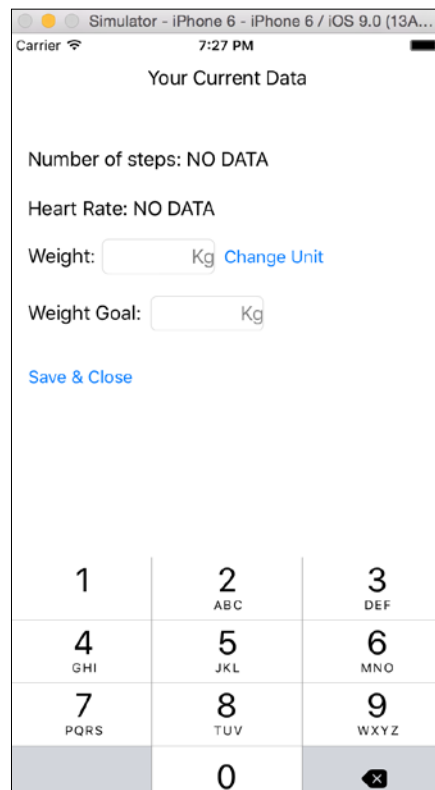 Simulator - iPhone 6 - iPhone 6 / iOS 9.0 (13A...
Carrier 7:27 PM
Your Current Data
Number of steps: NO DATA
Heart Rate: NO DATA
Weight: Kg Change Unit
Weight Goal: Kg
Save & Close
1 2 3
ABC DEF
4 5 6
GHI JKL MNO
7 8 9
PQRS TUV WXYZ
0